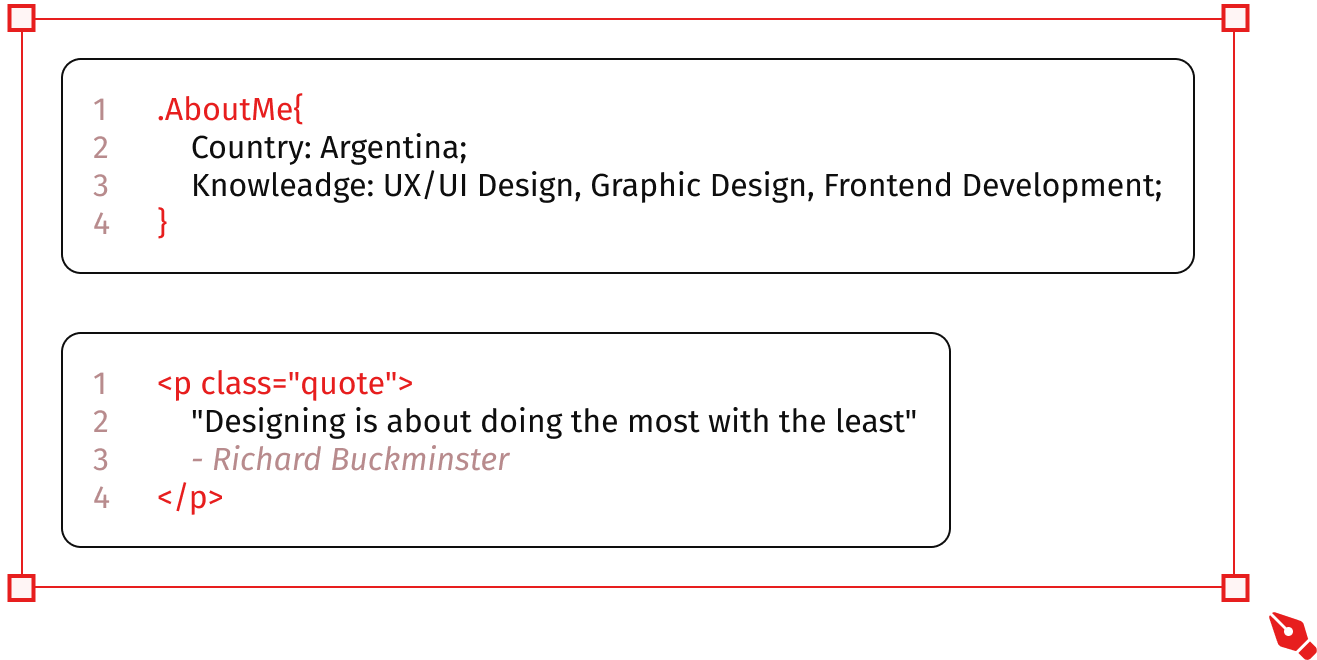 1 .AboutMe{
2 Country: Argentina;
3 Knowleadge: UX/UI Design, Graphic Design, Frontend Development;
4 }
1 <p class="quote">
2 "Designing is about doing the most with the least"
3 - Richard Buckminster
4 </p>